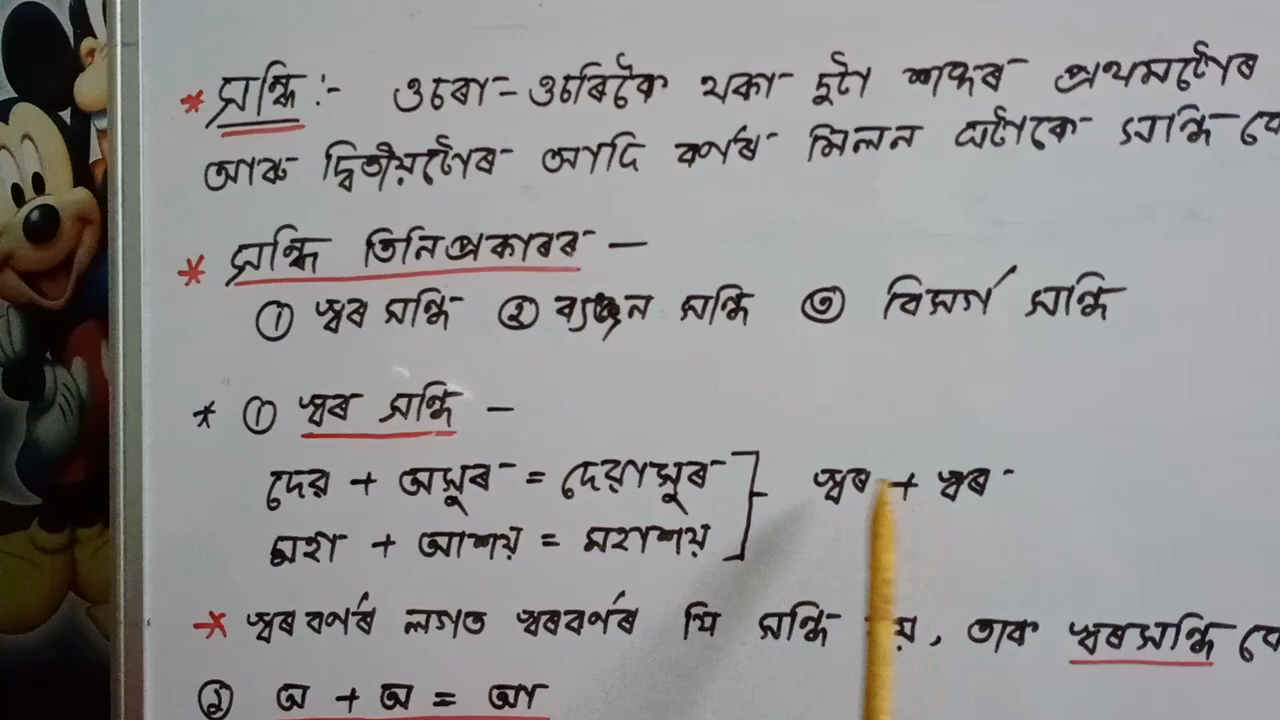 * সন্ধি :- ওচৰা-ওচৰিকৈ থকা দুটা শব্দৰ প্ৰথমটোৰ
আৰু দ্বিতীয়টোৰ আদি বৰ্ণৰ মিলন ঘটাকে সন্ধি
* সন্ধি তিনিপ্ৰকাৰৰ —
① স্বৰ সন্ধি ② ব্যঞ্জন সন্ধি ③ বিসৰ্গ সন্ধি
* ① স্বৰ সন্ধি -
দেৱ + অসুৰ = দেৱাসুৰ ] স্বৰ + স্বৰ
মহা + আশয় = মহাশয়
* স্বৰবৰ্ণৰ লগত স্বৰবৰ্ণৰ যি সন্ধি , তাক স্বৰসন্ধি
② অ + অ = আ